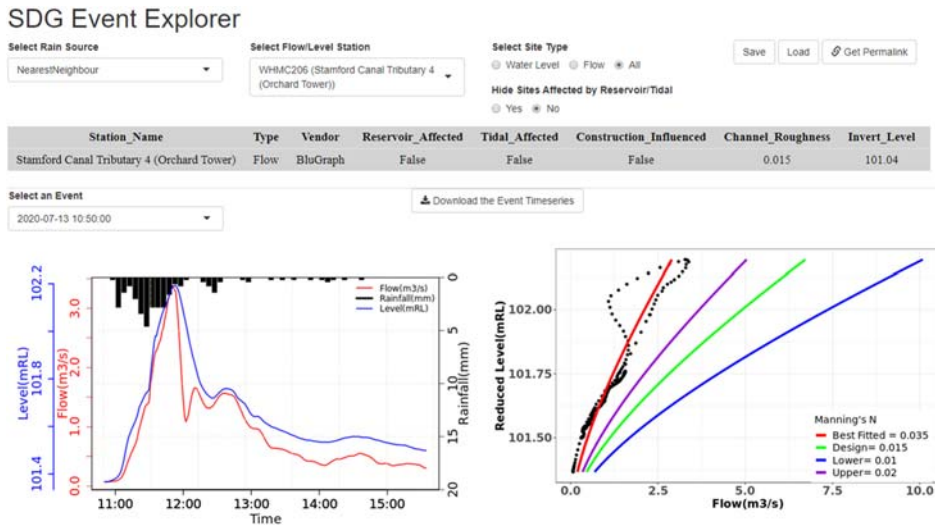 SDG Event Explorer
Select Rain Source
NearestNeighbour
Select Flow/Level Station
WHMC206 (Stamford Canal Tributary 4
(Orchard Tower))
Select Site Type
Water Level Flow All
Hide Sites Affected by Reservoir/Tidal
Yes No
Save Load Get Permalink
Station_Name Type Vendor Reservoir_Affected Tidal_Affected Construction_Influenced Channel_Roughness Invert_Level
Stamford Canal Tributary 4 (Orchard Tower) Flow BluGraph False False False 0.015 101.04
Select an Event
2020-07-13 10:50:00
Download the Event Timeseries
Level(mRL)
102.2
101.8
101.4
Flow(m3/s)
3.0
2.0
1.0
0.0
Flow(m3/s)
Rainfall(mm)
Level(mRL)
0
5
10
15
20
Rainfall(mm)
11:00 12:00 13:00 14:00 15:00
Time
Reduced Level(mRL)
102.00
101.75
101.50
Manning's N
Best Fitted = 0.035
Design= 0.015
Lower= 0.01
Upper= 0.02
0.0 2.5 5.0 7.5 10.0
Flow(m3/s)